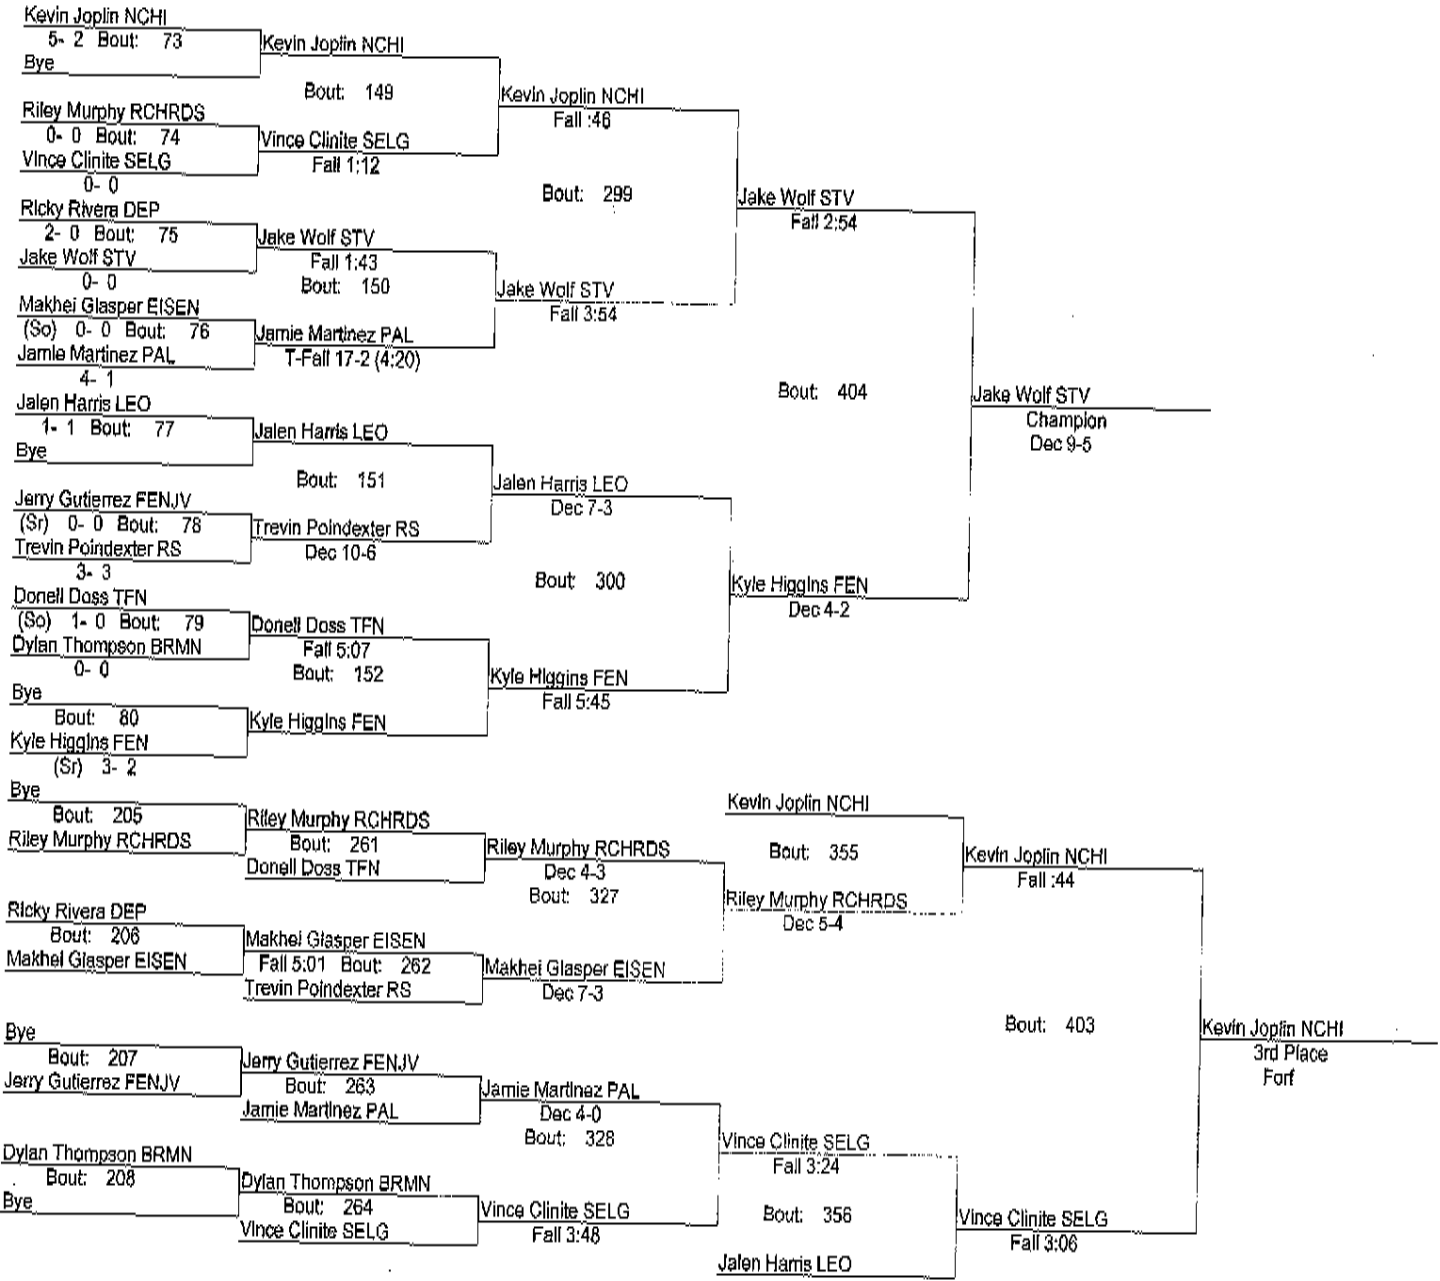 Kevin Joplin NCHI
5- 2 Bout: 73
Bye
Kevin Joplin NCHI
Bout: 149
Riley Murphy RCHRDS
0- 0 Bout: 74
Vince Clinite SELG
0- 0
Vince Clinite SELG
Fall 1:12
Kevin Joplin NCHI
Fall :46
Bout: 299
Ricky Rivera DEP
2- 0 Bout: 75
Jake Wolf STV
0- 0
Jake Wolf STV
Fall 1:43
Bout: 150
Makhei Glasper EISEN
(So) 0- 0 Bout: 76
Jamie Martinez PAL
4- 1
Jamie Martinez PAL
T-Fall 17-2 (4:20)
Jake Wolf STV
Fall 3:54
Jake Wolf STV
Fall 2:54
Bout: 404
Jake Wolf STV
Champion
Dec 9-5
Jalen Harris LEO
1- 1 Bout: 77
Bye
Jalen Harris LEO
Bout: 151
Jerry Gutierrez FENJV
(Sr) 0- 0 Bout: 78
Trevin Poindexter RS
3- 3
Trevin Poindexter RS
Dec 10-6
Jalen Harris LEO
Dec 7-3
Bout: 300
Donell Doss TFN
(So) 1- 0 Bout: 79
Dylan Thompson BRMN
0- 0
Donell Doss TFN
Fall 5:07
Bout: 152
Bye
Bout: 80
Kyle Higgins FEN
(Sr) 3- 2
Kyle Higgins FEN
Kyle Higgins FEN
Fall 5:45
Kyle Higgins FEN
Dec 4-2
Bye
Bout: 205
Riley Murphy RCHRDS
Riley Murphy RCHRDS
Bout: 261
Donell Doss TFN
Riley Murphy RCHRDS
Dec 4-3
Bout: 327
Ricky Rivera DEP
Bout: 206
Makhei Glasper EISEN
Makhei Glasper EISEN
Fall 5:01 Bout: 262
Trevin Poindexter RS
Makhei Glasper EISEN
Dec 7-3
Kevin Joplin NCHI
Bout: 355
Riley Murphy RCHRDS
Dec 5-4
Kevin Joplin NCHI
Fall :44
Bout: 403
Kevin Joplin NCHI
3rd Place
Forf
Bye
Bout: 207
Jerry Gutierrez FENJV
Jerry Gutierrez FENJV
Bout: 263
Jamie Martinez PAL
Jamie Martinez PAL
Dec 4-0
Bout: 328
Dylan Thompson BRMN
Bout: 208
Bye
Dylan Thompson BRMN
Bout: 264
Vince Clinite SELG
Vince Clinite SELG
Fall 3:48
Vince Clinite SELG
Fall 3:24
Bout: 356
Jalen Harris LEO
Vince Clinite SELG
Fall 3:06